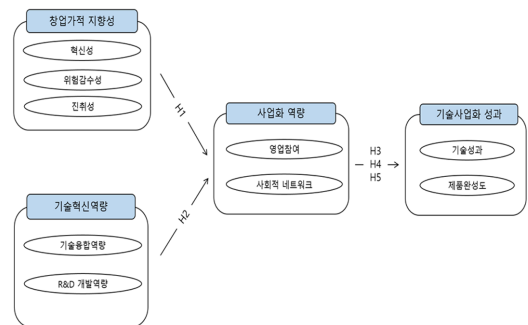 창업가적 지향성
혁신성
위험감수성
진취성
H1
기술혁신역량
기술융합역량
R&D 개발역량
H2
사업화 역량
영업참여
사회적 네트워크
H3
H4
H5
기술사업화 성과
기술성과
제품완성도